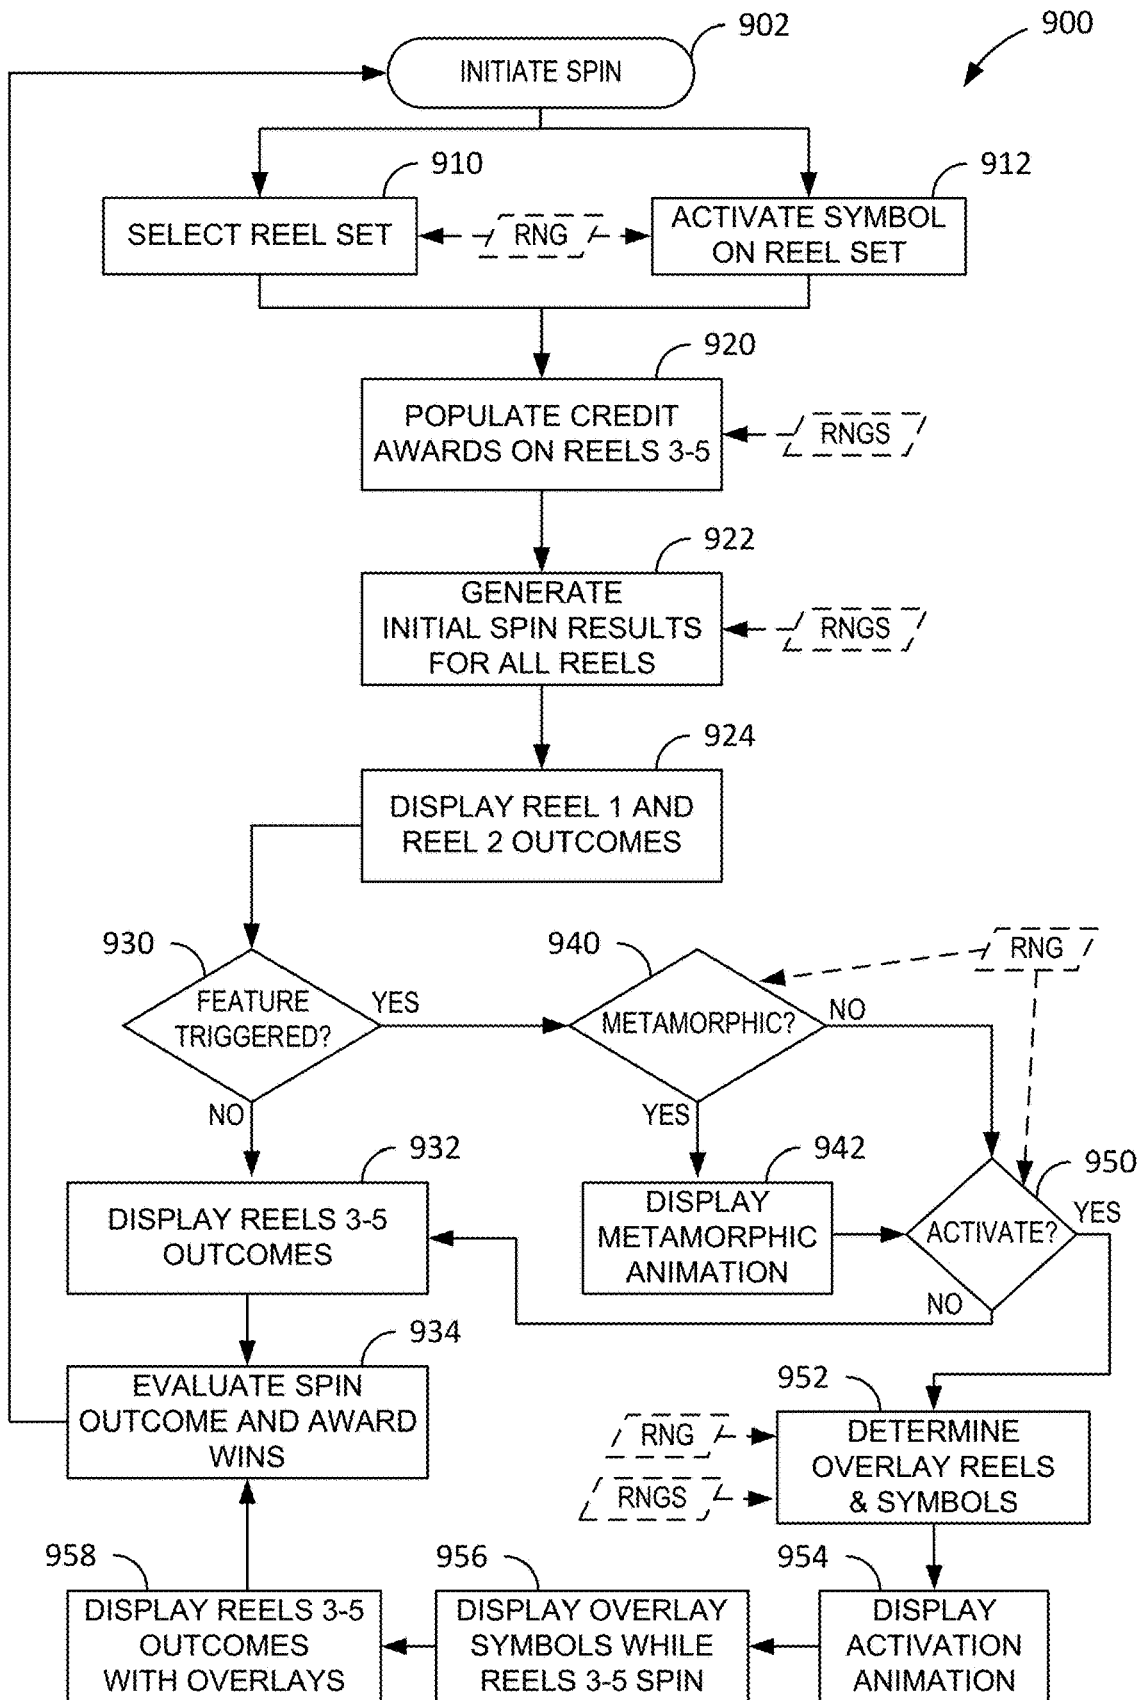 902
900
INITIATE SPIN
910
912
SELECT REEL SET
RNG
ACTIVATE SYMBOL
ON REEL SET
920
POPULATE CREDIT
AWARDS ON REELS 3-5
RNGS
922
GENERATE
INITIAL SPIN RESULTS
FOR ALL REELS
RNGS
924
DISPLAY REEL 1 AND
REEL 2 OUTCOMES
930
FEATURE
TRIGGERED?
YES
NO
940
METAMORPHIC?
NO
YES
RNG
932
DISPLAY REELS 3-5
OUTCOMES
942
DISPLAY
METAMORPHIC
ANIMATION
950
ACTIVATE?
YES
NO
934
EVALUATE SPIN
OUTCOME AND AWARD
WINS
952
DETERMINE
OVERLAY REELS
& SYMBOLS
RNG
RNGS
958
DISPLAY REELS 3-5
OUTCOMES
WITH OVERLAYS
956
DISPLAY OVERLAY
SYMBOLS WHILE
REELS 3-5 SPIN
954
DISPLAY
ACTIVATION
ANIMATION